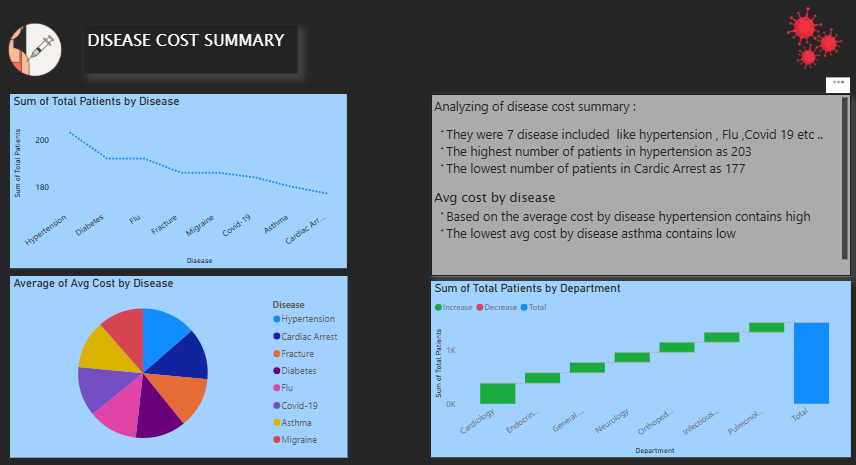 DISEASE COST SUMMARY
Sum of Total Patients by Disease
Sum of Total Patients
200
180
Hypertension
Diabetes
Flu
Fracture
Migraine
Covid-19
Asthma
Cardiac Arr...
Disease
Analyzing of disease cost summary :
• They were 7 disease included like hypertension , Flu ,Covid 19 etc ..
• The highest number of patients in hypertension as 203
• The lowest number of patients in Cardic Arrest as 177
Avg cost by disease
• Based on the average cost by disease hypertension contains high
• The lowest avg cost by disease asthma contains low
Average of Avg Cost by Disease
Disease
Hypertension
Cardiac Arrest
Fracture
Diabetes
Flu
Covid-19
Asthma
Migraine
Sum of Total Patients by Department
Increase Decrease Total
Sum of Total Patients
1K
0K
Cardiology
Endocrin...
General ...
Neurology
Orthoped...
Infectious...
Pulmonol...
Total
Department